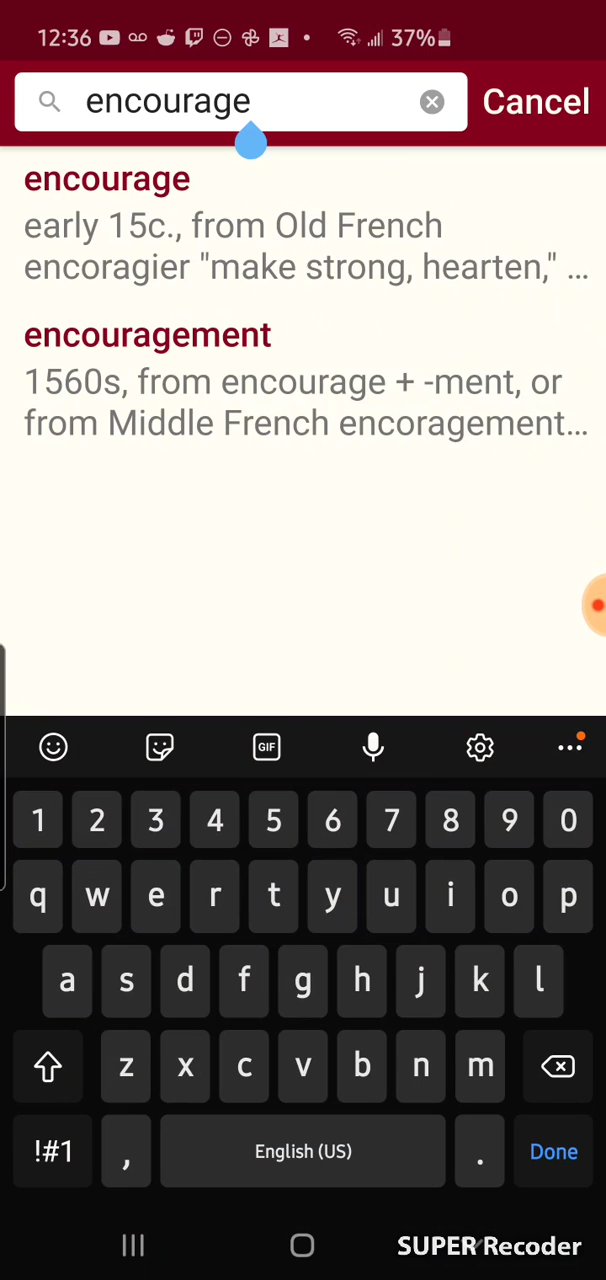 12:36 37%
encourage Cancel
encourage
early 15c., from Old French
encoragier "make strong, hearten," ...
encouragement
1560s, from encourage + -ment, or
from Middle French encoragement...
GIF
1 2 3 4 5 6 7 8 9 0
q w e r t y u i o p
a s d f g h j k l
z x c v b n m
!#1 , English (US) . Done
SUPER Recoder